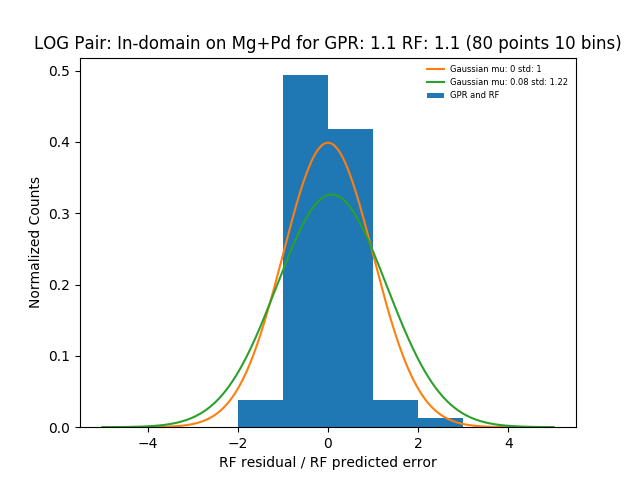 LOG Pair: In-domain on Mg+Pd for GPR: 1.1 RF: 1.1 (80 points 10 bins)
Gaussian mu: 0 std: 1
Gaussian mu: 0.08 std: 1.22
GPR and RF
Normalized Counts
0.5
0.4
0.3
0.2
0.1
0.0
−4
−2
0
2
4
RF residual / RF predicted error